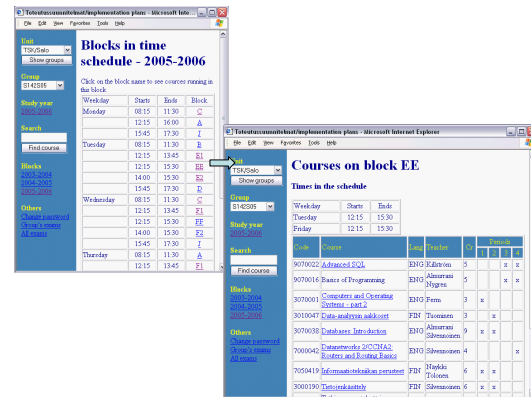 Toteutussuunnitelmat/implementation plans - Microsoft Inte...
File Edit View Favorites Tools Help
Unit
TSK/Salo
Show groups
Group
S142S05
Study year
2005-2006
Search
Find course
Blocks
2003-2004
2004-2005
2005-2006
Others
Change password
Group's exams
All exams
Blocks in time
schedule - 2005-2006
Click on the block name to see cources running in
this block
Weekday Starts Ends Block
Monday 08:15 11:30 C
12:15 16:00 A
15:45 17:30 J
Tuesday 08:15 11:30 B
12:15 13:45 E1
12:15 15:30 EE
14:00 15:30 E2
15:45 17:30 D
Wednesday 08:15 11:30 C
12:15 13:45 F1
12:15 15:30 FF
14:00 15:30 F2
15:45 17:30 I
Thursday 08:15 11:30 A
12:15 13:45 F1
Toteutussuunnitelmat/implementation plans - Microsoft Internet Explorer
File Edit View Favorites Tools Help
Unit
TSK/Salo
Show groups
Group
S142S05
Study year
2005-2006
Search
Find course
Blocks
2003-2004
2004-2005
2005-2006
Others
Change password
Group's exams
All exams
Courses on block EE
Times in the schedule
Weekday Starts Ends
Tuesday 12:15 15:30
Friday 12:15 15:30
Code Course Lang Teacher Cr Periods
1 2 3 4
9070022 Advanced SQL ENG Källström 5 x x
9070016 Basics of Programming ENG Almurrani Nygren 5 x x
3070001 Computers and Operating Systems - part 2 ENG Ferm 3 x
3010047 Data-analyysin aakkoset FIN Tuominen 3 x
8070038 Databases: Introduction ENG Almurrani Silvennoinen 9 x x
7000042 Datanetworks 2/CCNA2: Routers and Routing Basics ENG Silvennoinen 4 x
7050419 Informaatiotekniikan perusteet FIN Näykki Tolonen 6 x x
3000190 Tietojenkäsittely FIN Silvennoinen 6 x x